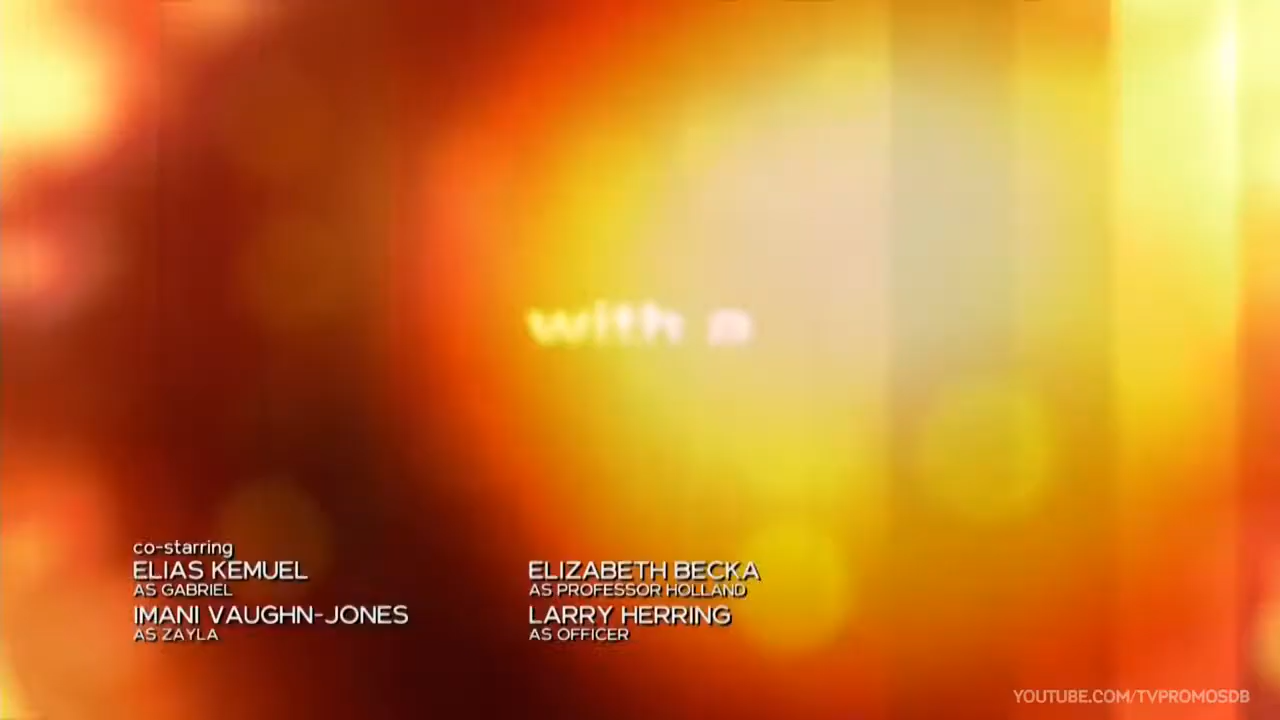 with a
co-starring
ELIAS KEMUEL
AS GABRIEL
IMANI VAUGHN-JONES
AS ZAYLA
ELIZABETH BECKA
AS PROFESSOR HOLLAND
LARRY HERRING
AS OFFICER
YOUTUBE.COM/TVPROMOSDB